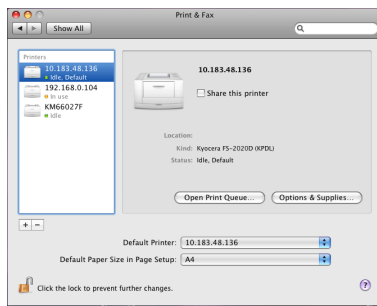 Print & Fax
Show All
Printers
10.183.48.136
Idle, Default
192.168.0.104
In use
KM66027F
Idle
10.183.48.136
Share this printer
Location:
Kind: Kyocera FS-2020D (KPDL)
Status: Idle, Default
Open Print Queue...
Options & Supplies...
+ −
Default Printer: 10.183.48.136
Default Paper Size in Page Setup: A4
Click the lock to prevent further changes.
?